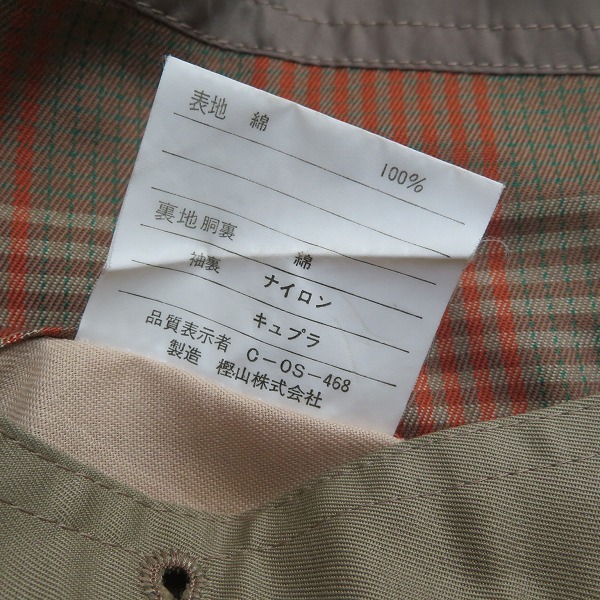 表地 綿 100%
裏地胴裏 綿
袖裏 ナイロン
キュプラ
品質表示者 C-OS-468
製造 樫山株式会社